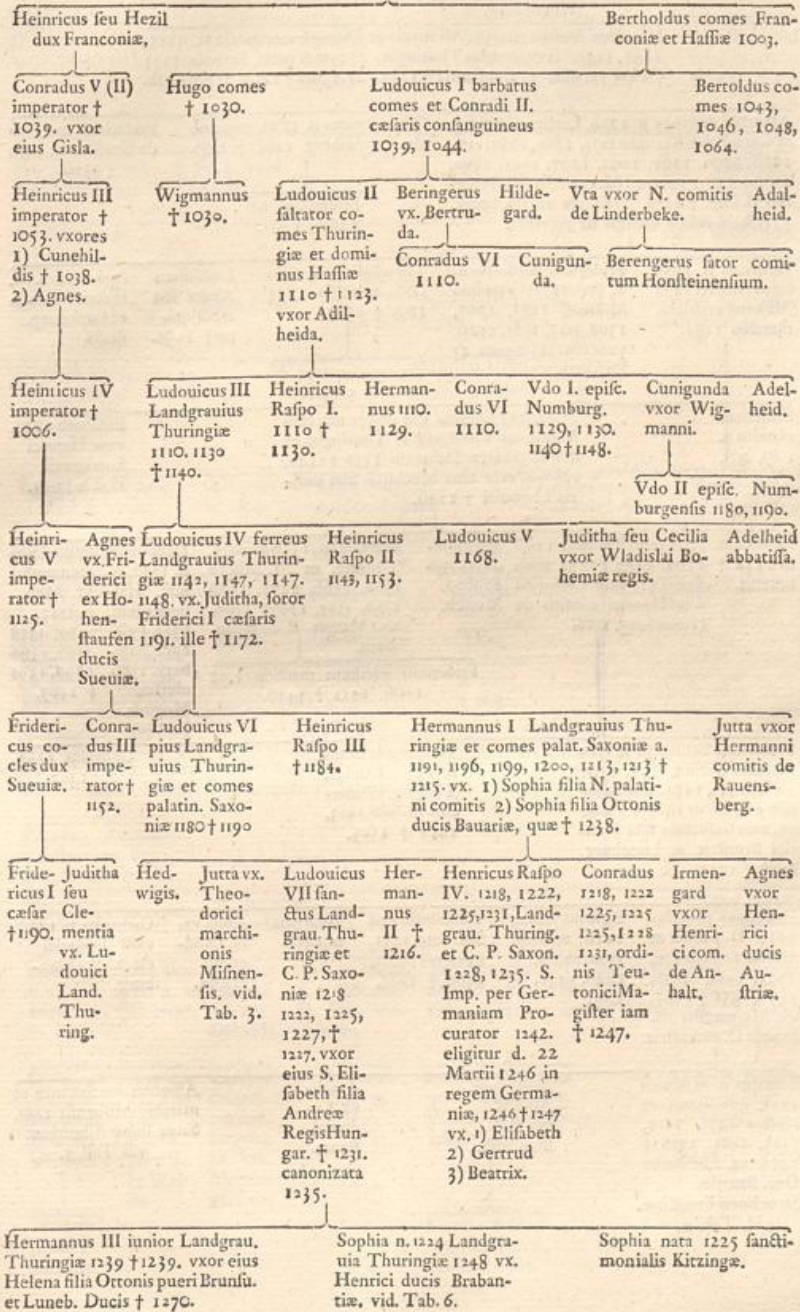 Heinricus ſeu Hezil
dux Franconiæ,
Bertholdus comes Fran-
coniæ et Haſſiæ 1003.
Conradus V (II)
imperator †
1039. vxor
eius Giſla.
Hugo comes
† 1030.
Ludouicus I barbatus
comes et Conradi II.
cæſaris conſanguineus
1039, 1044.
Bertoldus co-
mes 1043,
1046, 1048,
1064.
Heinricus III
imperator †
1053. vxores
1) Cunehil-
dis † 1038.
2) Agnes.
Wigmannus
† 1030.
Ludouicus II
ſaltator co-
mes Thurin-
giæ et domi-
nus Haſſiæ
1110 † 1123.
vxor Adil-
heida.
Beringerus
vx. Bertru-
da.
Hilde-
gard.
Vta vxor N. comitis
de Linderbeke.
Adal-
heid.
Conradus VI
1110.
Cunigun-
da.
Berengerus ſator comi-
tum Honſteinenſium.
Heinricus IV
imperator †
1006.
Ludouicus III
Landgrauius
Thuringiæ
1110. 1130
† 1140.
Heinricus
Raſpo I.
1110 †
1130.
Herman-
nus 1110.
1129.
Conra-
dus VI
1110.
Vdo I. epiſc.
Numburg.
1129, 1130.
1140 † 1148.
Cunigunda
vxor Wig-
manni.
Adel-
heid.
Vdo II epiſc. Num-
burgenſis 1180, 1190.
Heinri-
cus V
impe-
rator †
1125.
Agnes
vx. Fri-
derici
ex Ho-
hen-
ſtaufen
ducis
Sueuiæ.
Ludouicus IV ferreus
Landgrauius Thurin-
giæ 1142, 1147, 1147.
1148. vx. Juditha, ſoror
Friderici I cæſaris
1191. ille † 1172.
Heinricus
Raſpo II
1143, 1153.
Ludouicus V
1168.
Juditha ſeu Cecilia
vxor Wladislai Bo-
hemiæ regis.
Adelheid
abbatiſſa.
Frideri-
cus co-
cles dux
Sueuiæ.
Conra-
dus III
impe-
rator †
1152.
Ludouicus VI
pius Landgra-
uius Thurin-
giæ et comes
palatin. Saxo-
niæ 1180 † 1190
Heinricus
Raſpo III
† 1184.
Hermannus I Landgrauius Thu-
ringiæ et comes palat. Saxoniæ a.
1191, 1196, 1199, 1200, 1213, 1213 †
1215. vx. 1) Sophia filia N. palati-
ni comitis 2) Sophia filia Ottonis
ducis Bauariæ, quæ † 1238.
Jutta vxor
Hermanni
comitis de
Rauens-
berg.
Fride-
ricus I
cæſar
† 1190.
Juditha
ſeu
Cle-
mentia
vx. Lu-
douici
Land.
Thu-
ring.
Hed-
wigis.
Jutta vx.
Theo-
dorici
marchi-
onis
Miſnen-
ſis. vid.
Tab. 3.
Ludouicus
VII ſan-
ctus Land-
grau. Thu-
ringiæ et
C. P. Saxo-
niæ 1218
1222, 1225,
1227, †
1227. vxor
eius S. Eli-
ſabeth filia
Andreæ
Regis Hun-
gar. † 1231.
canonizata
1235.
Her-
man-
nus
II †
1216.
Henricus Raſpo
IV. 1218, 1222,
1225, 1231, Land-
grau. Thuring.
et C. P. Saxon.
1228, 1235. S.
Imp. per Ger-
maniam Pro-
curator 1242.
eligitur d. 22
Martii 1246 in
regem Germa-
niæ, 1246 † 1247
vx. 1) Eliſabeth
2) Gertrud
3) Beatrix.
Conradus
1218, 1222
1225, 1225
1225, 1228
1231, ordi-
nis Teu-
tonici Ma-
giſter iam
† 1247.
Irmen-
gard
vxor
Henri-
ci com.
de An-
halt.
Agnes
vxor
Hen-
rici
ducis
Au-
ſtriæ.
Hermannus III iunior Landgrau.
Thuringiæ 1239 † 1239. vxor eius
Helena filia Ottonis pueri Brunſu.
et Luneb. Ducis † 1270.
Sophia n. 1224 Landgra-
uia Thuringiæ 1248 vx.
Henrici ducis Braban-
tiæ. vid. Tab. 6.
Sophia nata 1225 ſancti-
monialis Kitzingæ.